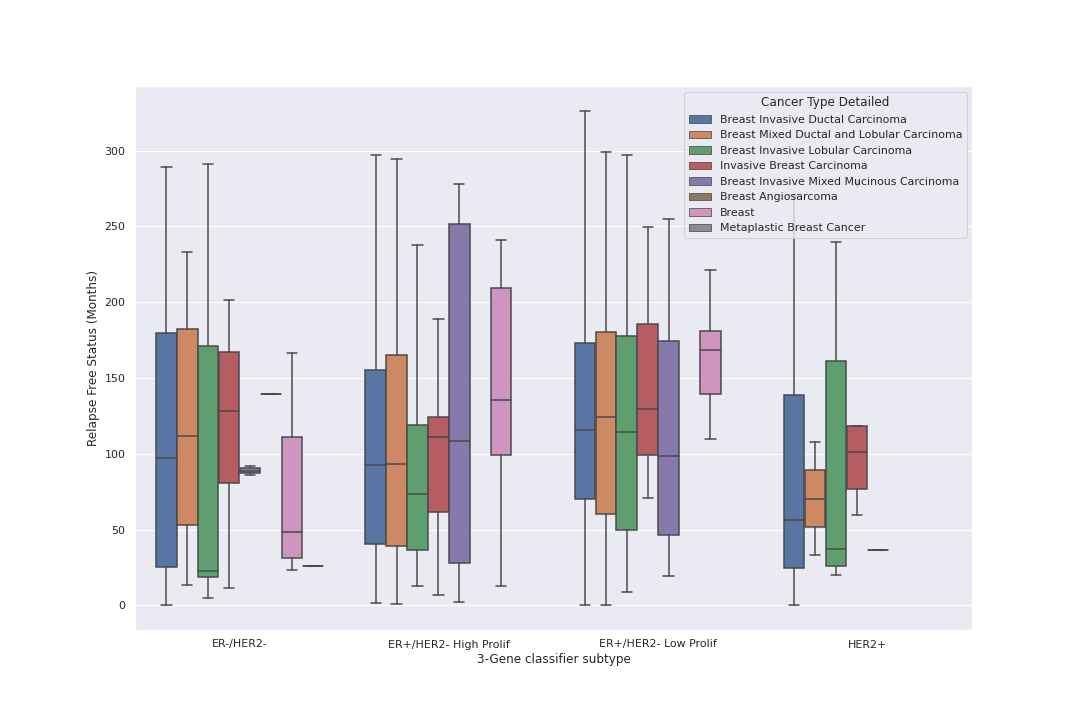 Cancer Type Detailed
Breast Invasive Ductal Carcinoma
Breast Mixed Ductal and Lobular Carcinoma
Breast Invasive Lobular Carcinoma
Invasive Breast Carcinoma
Breast Invasive Mixed Mucinous Carcinoma
Breast Angiosarcoma
Breast
Metaplastic Breast Cancer
Relapse Free Status (Months)
300
250
200
150
100
50
0
ER-/HER2-
ER+/HER2- High Prolif
ER+/HER2- Low Prolif
HER2+
3-Gene classifier subtype